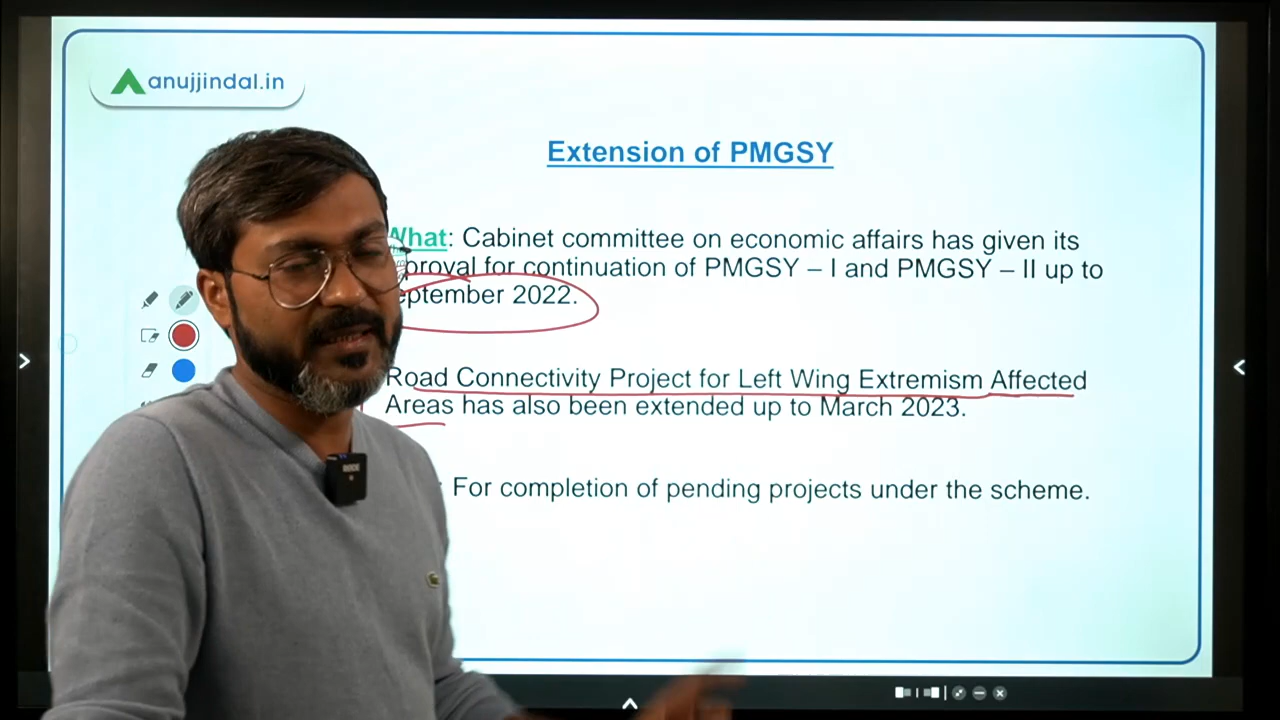 anujjindal.in
Extension of PMGSY
What: Cabinet committee on economic affairs has given its
proval for continuation of PMGSY – I and PMGSY – II up to
eptember 2022.
Road Connectivity Project for Left Wing Extremism Affected
Areas has also been extended up to March 2023.
: For completion of pending projects under the scheme.